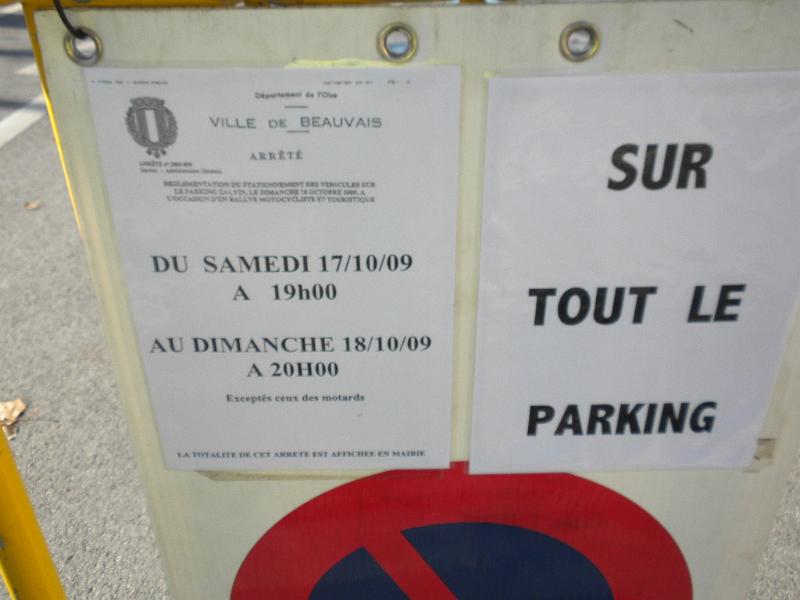 Département de l'Oise
VILLE DE BEAUVAIS
ARRÊTÉ
ARRÊTÉ n°
REGLEMENTATION DU STATIONNEMENT DES VEHICULES SUR
LE PARKING CALVIN, LE DIMANCHE 18 OCTOBRE 2009, A
L'OCCASION D'UN RALLYE MOTOCYCLISTE ET TOURISTIQUE
DU SAMEDI 17/10/09
A 19h00
AU DIMANCHE 18/10/09
A 20H00
Exceptés ceux des motards
LA TOTALITE DE CET ARRETE EST AFFICHEE EN MAIRIE
SUR
TOUT LE
PARKING